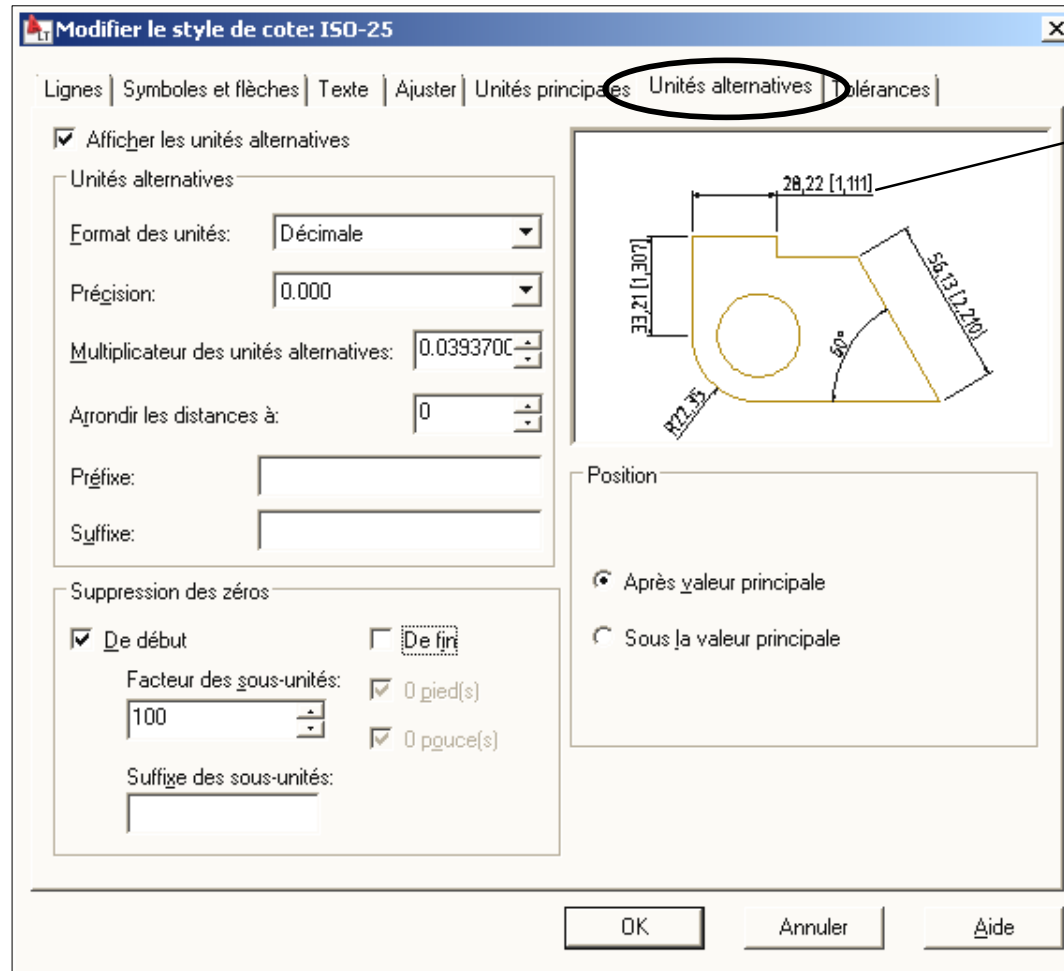 LT Modifier le style de cote: ISO-25
Lignes Symboles et flèches Texte Ajuster Unités principales Unités alternatives Tolérances
Afficher les unités alternatives
Unités alternatives
Format des unités: Décimale
Précision: 0.000
Multiplicateur des unités alternatives: 0.039370
Arrondir les distances à: 0
Préfixe:
Suffixe:
Suppression des zéros
De début
De fin
Facteur des sous-unités:
100
0 pied(s)
0 pouce(s)
Suffixe des sous-unités:
28,22 [1,111]
33,21 [1,307]
56,13 [2,210]
60°
R22,35
Position
Après valeur principale
Sous la valeur principale
OK Annuler Aide